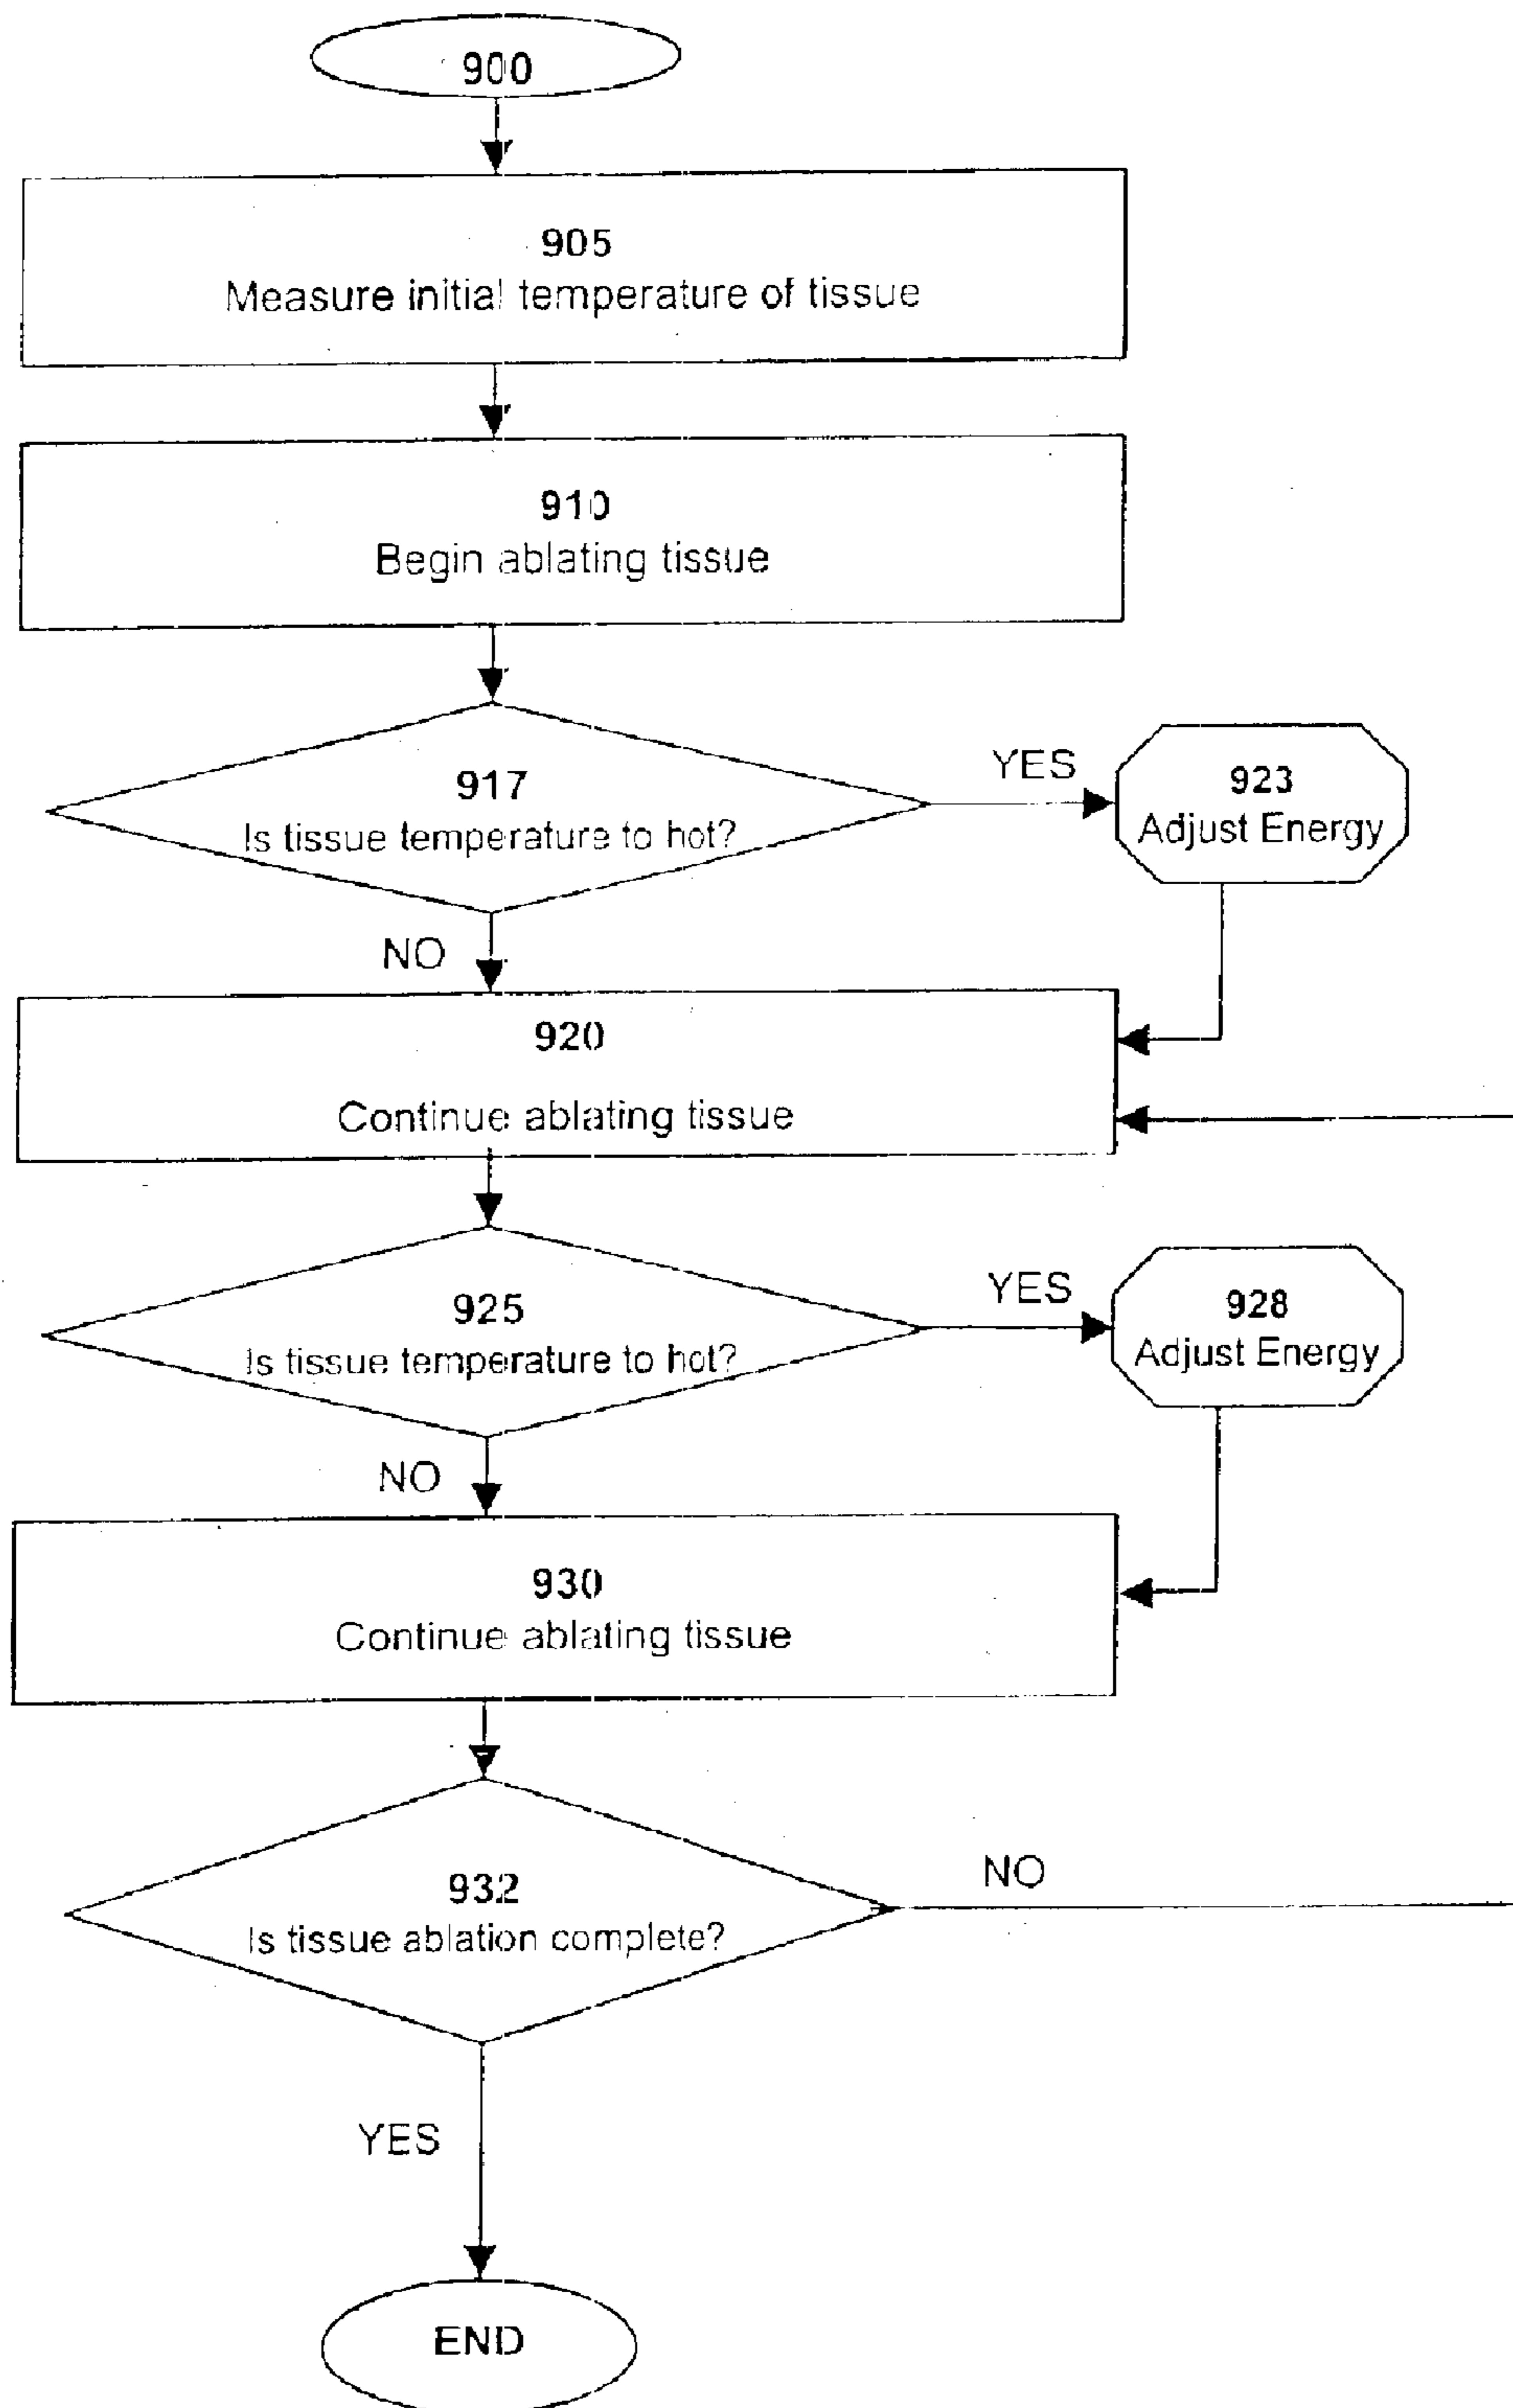 900
905
Measure initial temperature of tissue
910
Begin ablating tissue
917
Is tissue temperature to hot?
YES
923
Adjust Energy
NO
920
Continue ablating tissue
925
Is tissue temperature to hot?
YES
928
Adjust Energy
NO
930
Continue ablating tissue
932
Is tissue ablation complete?
NO
YES
END